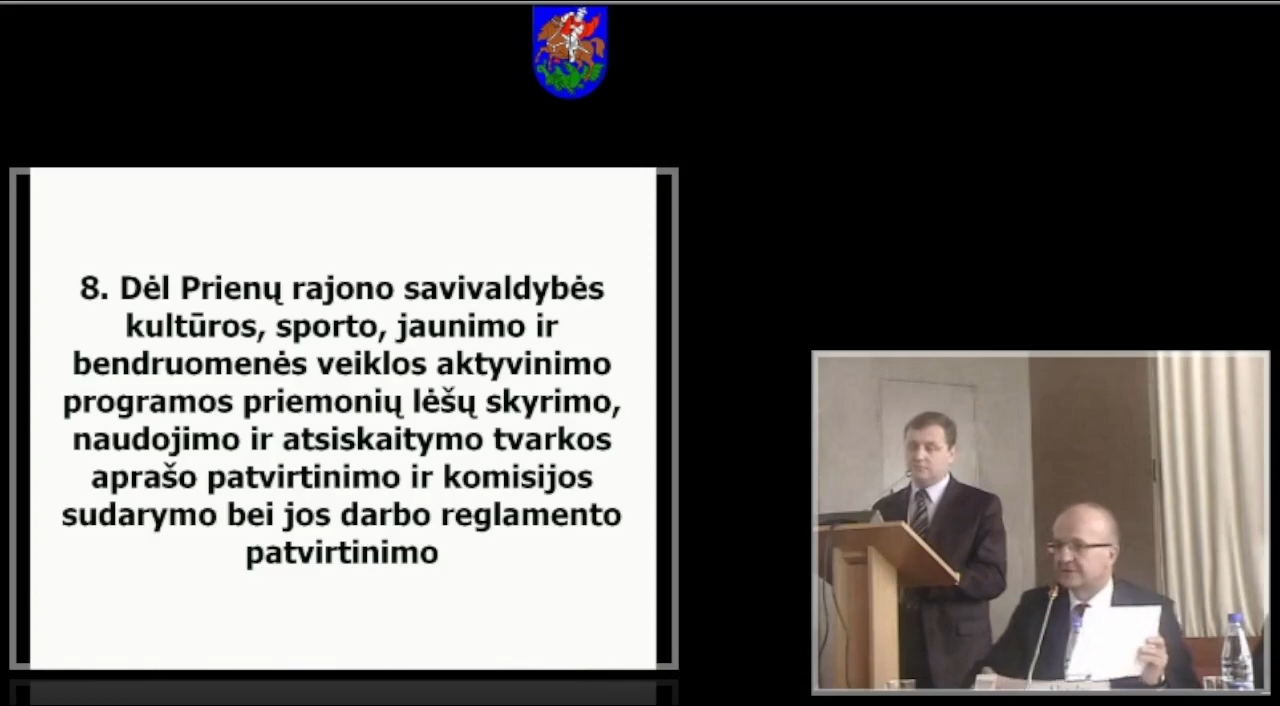 8. Dėl Prienų rajono savivaldybės
kultūros, sporto, jaunimo ir
bendruomenės veiklos aktyvinimo
programos priemonių lėšų skyrimo,
naudojimo ir atsiskaitymo tvarkos
aprašo patvirtinimo ir komisijos
sudarymo bei jos darbo reglamento
patvirtinimo